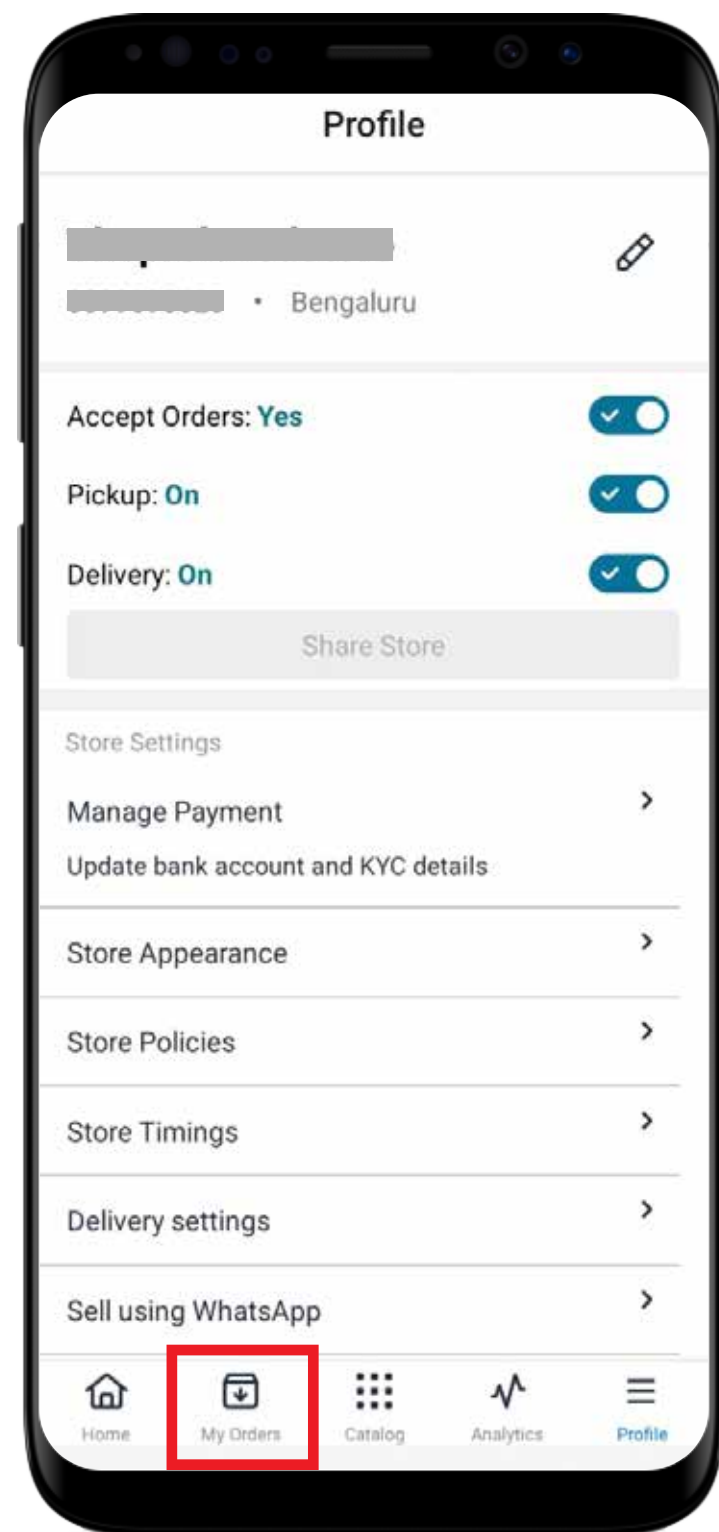 Profile
• Bengaluru
Accept Orders: Yes
Pickup: On
Delivery: On
Share Store
Store Settings
Manage Payment
Update bank account and KYC details
Store Appearance
Store Policies
Store Timings
Delivery settings
Sell using WhatsApp
Home My Orders Catalog Analytics Profile